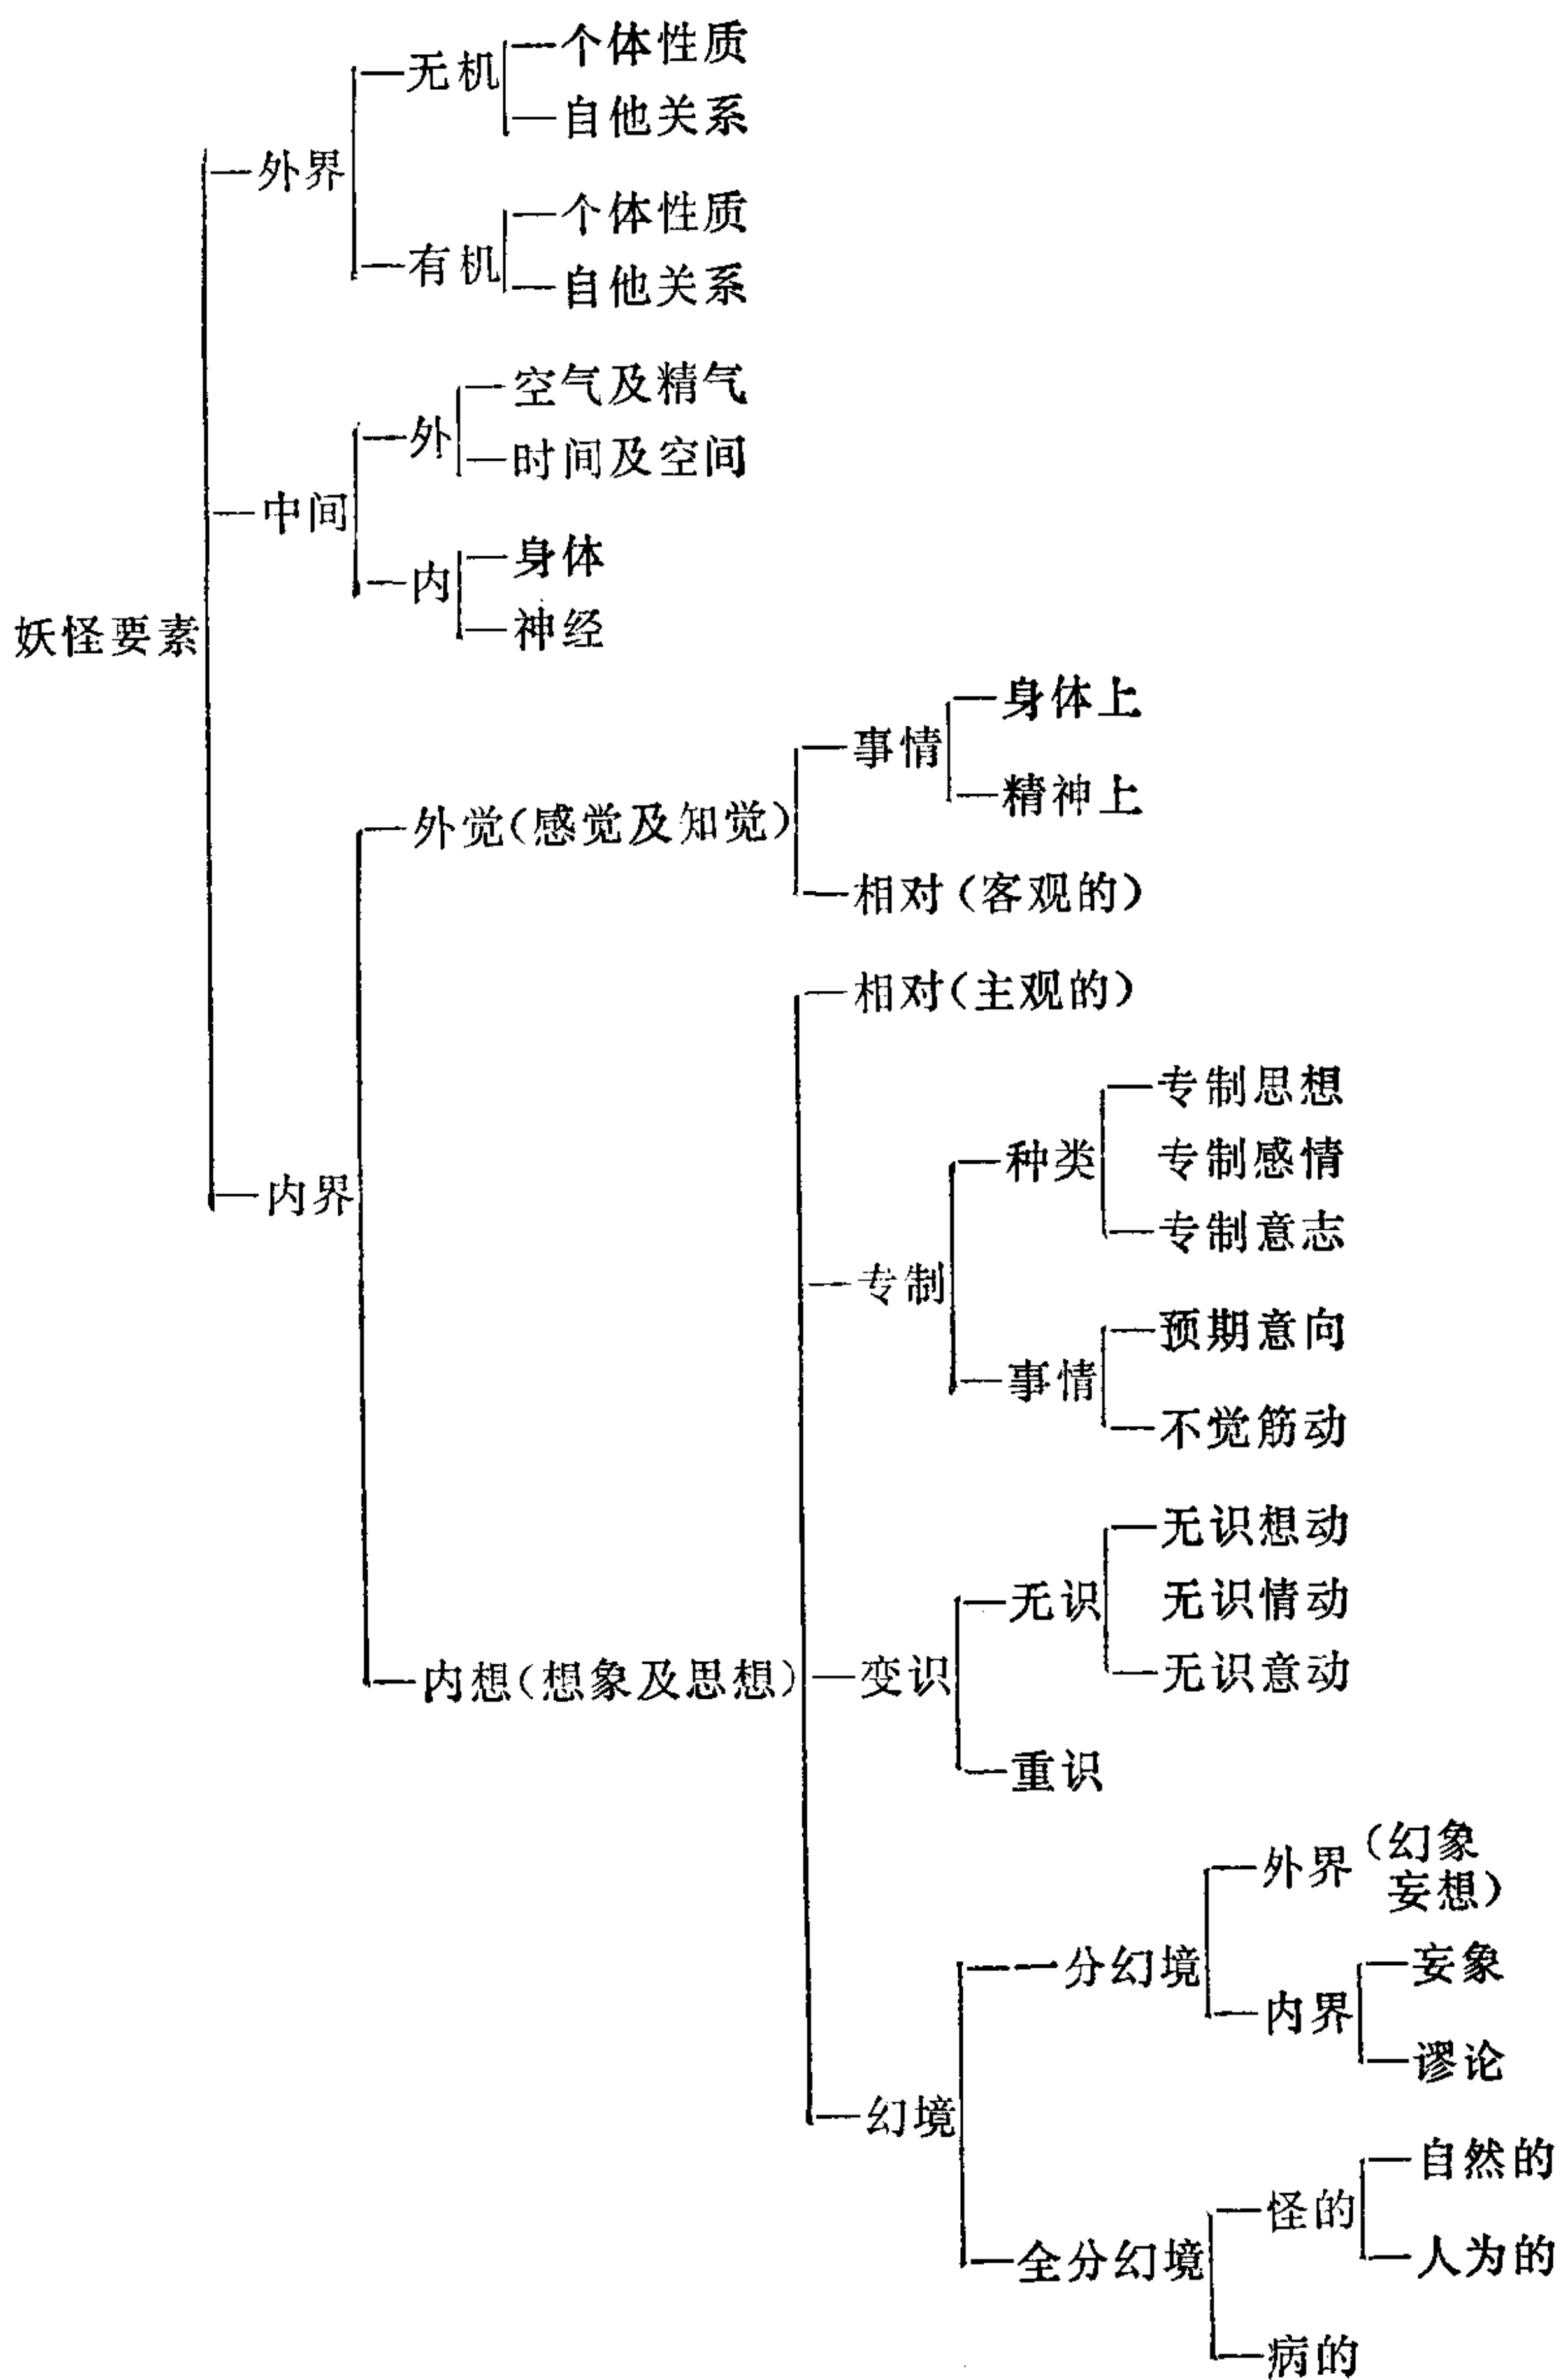 妖怪要素
外界
无机
个体性质
自他关系
有机
个体性质
自他关系
中间
外
空气及精气
时间及空间
内
身体
神经
内界
外觉(感觉及知觉)
事情
身体上
精神上
相对(客观的)
内想(想象及思想)
相对(主观的)
专制
种类
专制思想
专制感情
专制意志
事情
预期意向
不觉筋动
变识
无识
无识想动
无识情动
无识意动
重识
幻境
一分幻境
外界(幻象
妄想)
内界
妄象
谬论
全分幻境
怪的
自然的
人为的
病的